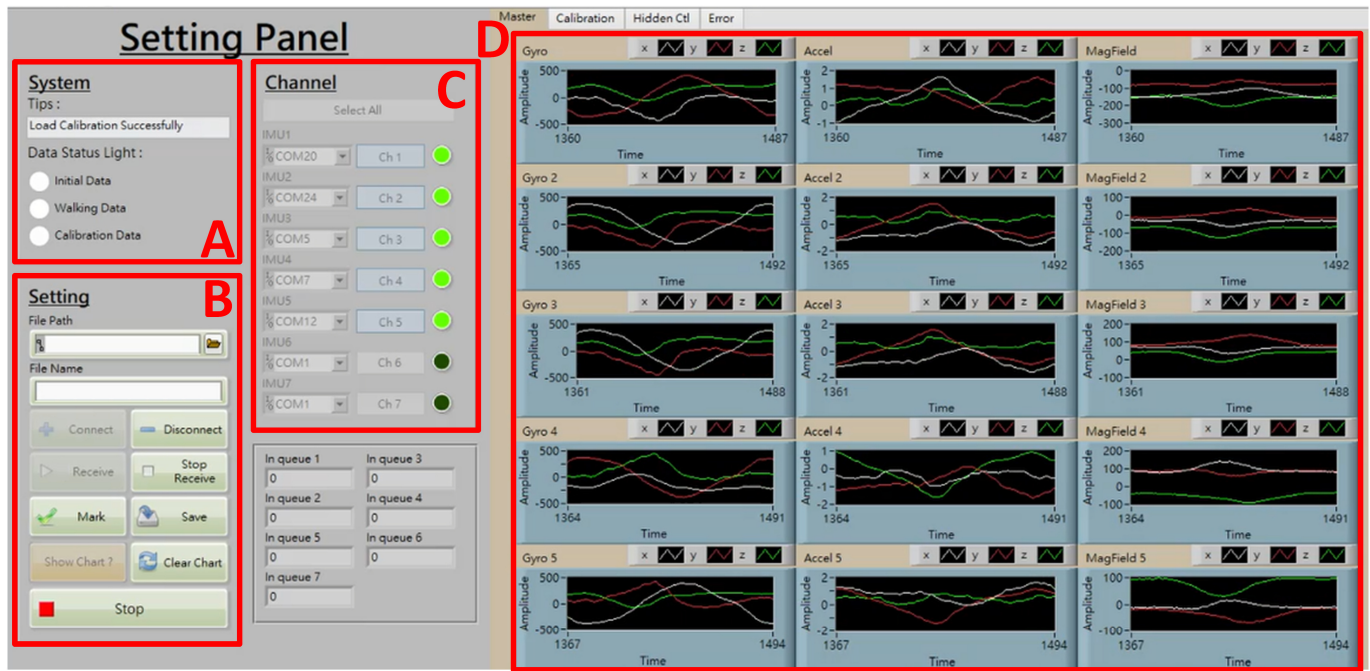 Setting Panel
A
System
Tips :
Load Calibration Successfully
Data Status Light :
Initial Data
Walking Data
Calibration Data
B
Setting
File Path
File Name
Connect
Disconnect
Receive
Stop
Receive
Mark
Save
Show Chart ?
Clear Chart
Stop
C
Channel
Select All
IMU1
COM20 Ch 1
IMU2
COM24 Ch 2
IMU3
COM5 Ch 3
IMU4
COM7 Ch 4
IMU5
COM12 Ch 5
IMU6
COM1 Ch 6
IMU7
COM1 Ch 7
In queue 1 In queue 3
0 0
In queue 2 In queue 4
0 0
In queue 5 In queue 6
0 0
In queue 7
0
D
Master Calibration Hidden Ctl Error
Gyro x y z
Amplitude
500-
0-
-500-
1360 1487
Time
Accel x y z
Amplitude
2-
1-
0-
-1-
1360 1487
Time
MagField x y z
Amplitude
0-
-100-
-200-
-300-
1360 1487
Time
Gyro 2 x y z
Amplitude
500-
0-
-500-
1365 1492
Time
Accel 2 x y z
Amplitude
2-
0-
-2-
1365 1492
Time
MagField 2 x y z
Amplitude
100-
0-
-100-
-200-
1365 1492
Time
Gyro 3 x y z
Amplitude
500-
0-
-500-
1361 1488
Time
Accel 3 x y z
Amplitude
2-
0-
-2-
1361 1488
Time
MagField 3 x y z
Amplitude
200-
100-
0-
-100-
1361 1488
Time
Gyro 4 x y z
Amplitude
500-
0-
-500-
1364 1491
Time
Accel 4 x y z
Amplitude
1-
0-
-1-
-2-
1364 1491
Time
MagField 4 x y z
Amplitude
200-
100-
0-
-100-
1364 1491
Time
Gyro 5 x y z
Amplitude
500-
0-
-500-
1367 1494
Time
Accel 5 x y z
Amplitude
2-
0-
-2-
1367 1494
Time
MagField 5 x y z
Amplitude
100-
0-
-100-
1367 1494
Time